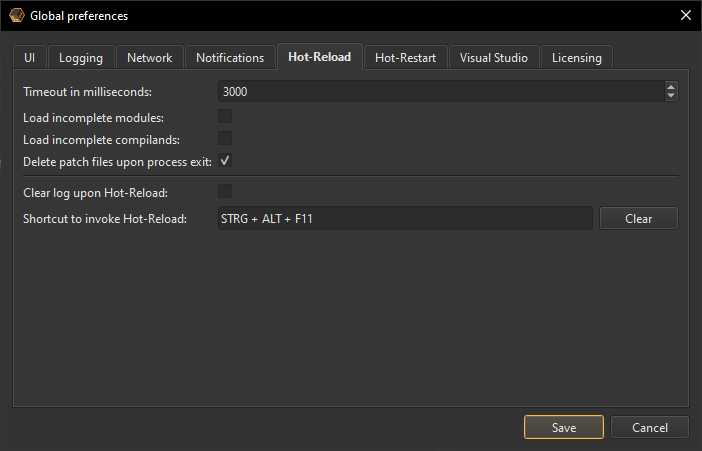 Global preferences
UI Logging Network Notifications Hot-Reload Hot-Restart Visual Studio Licensing
Timeout in milliseconds: 3000
Load incomplete modules:
Load incomplete compilands:
Delete patch files upon process exit:
Clear log upon Hot-Reload:
Shortcut to invoke Hot-Reload: STRG + ALT + F11 Clear
Save Cancel